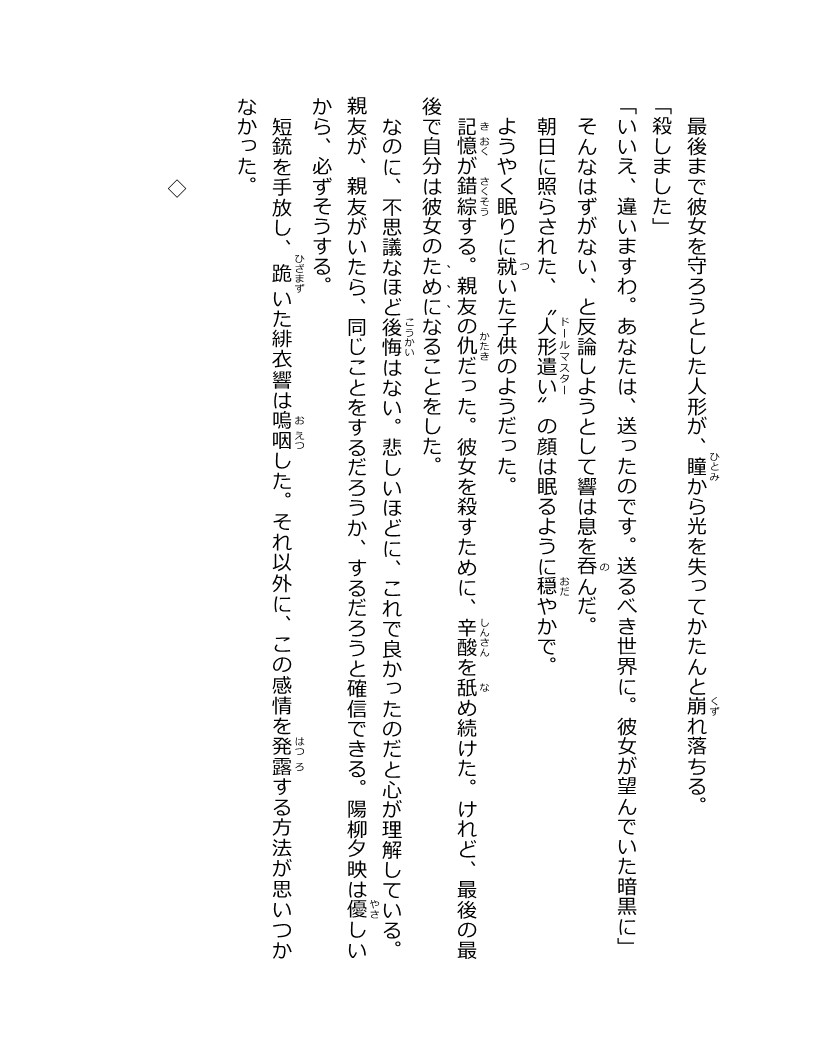 最後まで彼女を守ろうとした人形が、瞳から光を失ってかたんと崩れ落ちる。
「殺しました」
「いいえ、違いますわ。あなたは、送ったのです。送るべき世界に。彼女が望んでいた暗黒に」
そんなはずがない、と反論しようとして響は息を呑んだ。
朝日に照らされた、〝人形遣い〟の顔は眠るように穏やかで。
ようやく眠りに就いた子供のようだった。
記憶が錯綜する。親友の仇だった。彼女を殺すために、辛酸を舐め続けた。けれど、最後の最
後で自分は彼女のためになることをした。
なのに、不思議なほど後悔はない。悲しいほどに、これで良かったのだと心が理解している。
親友が、親友がいたら、同じことをするだろうか、するだろうと確信できる。陽柳夕映は優しい
から、必ずそうする。
短銃を手放し、跪いた緋衣響は嗚咽した。それ以外に、この感情を発露する方法が思いつか
なかった。
◇